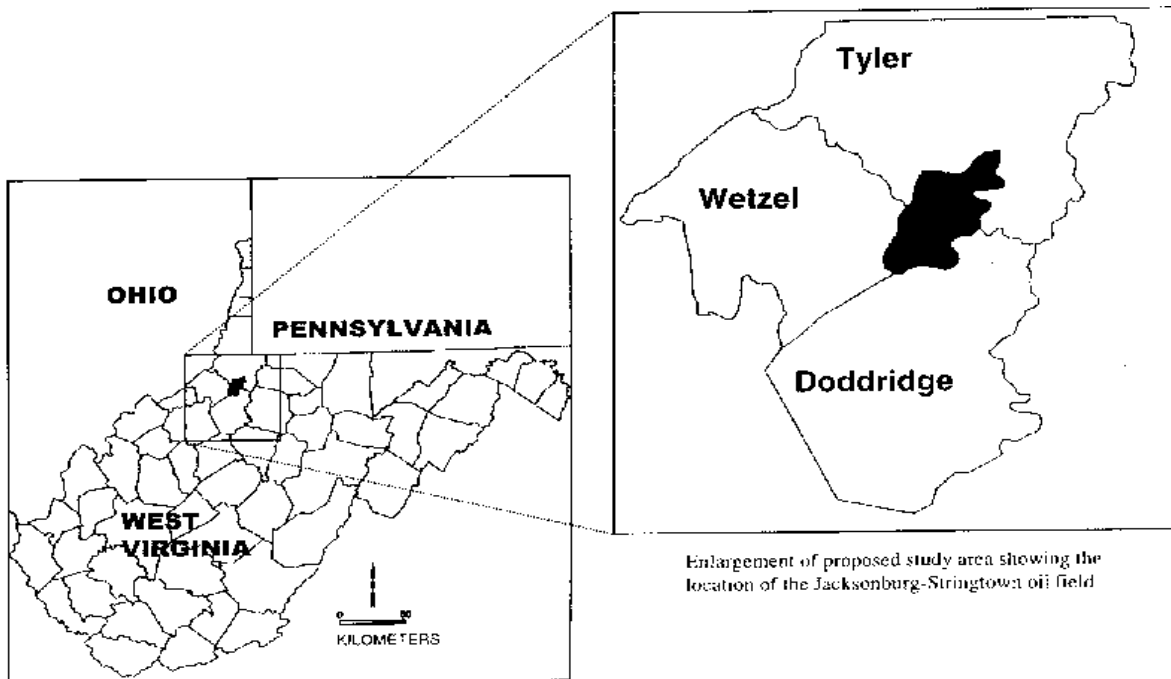 OHIO
PENNSYLVANIA
WEST
VIRGINIA
0
KILOMETERS
Tyler
Wetzel
Doddridge
Enlargement of proposed study area showing the
location of the Jacksonburg-Stringtown oil field